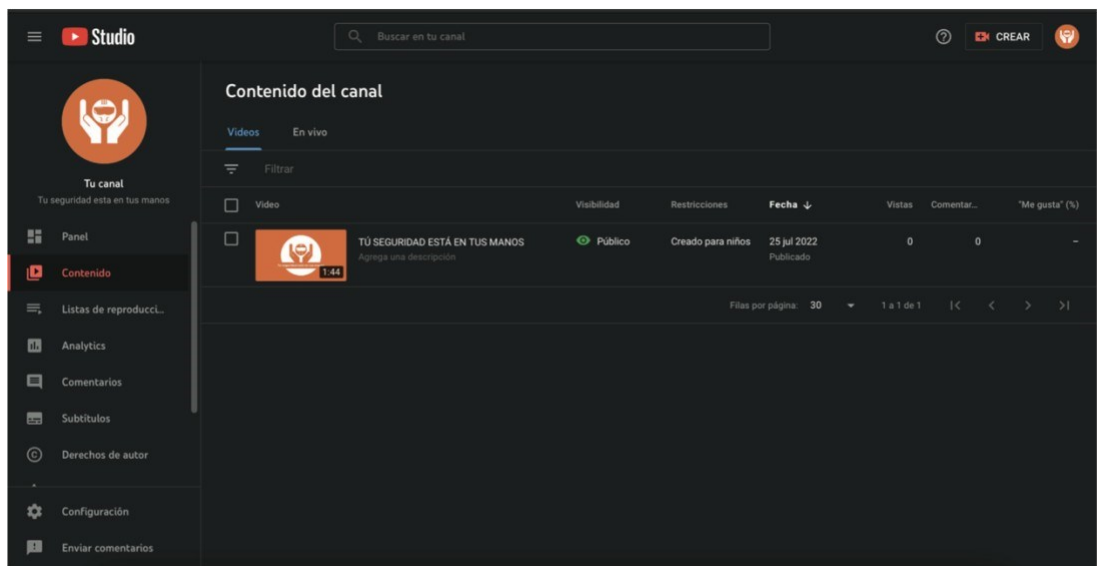 Studio
Buscar en tu canal
CREAR
Tu canal
Tu seguridad esta en tus manos
Panel
Contenido
Listas de reproducci...
Analytics
Comentarios
Subtítulos
Derechos de autor
Configuración
Enviar comentarios
Contenido del canal
Videos En vivo
Filtrar
Video Visibilidad Restricciones Fecha ↓ Vistas Comentar... "Me gusta" (%)
1:44
TÚ SEGURIDAD ESTÁ EN TUS MANOS Público Creado para niños 25 jul 2022 0 0 –
Agrega una descripción Publicado
Filas por página: 30 1 a 1 de 1